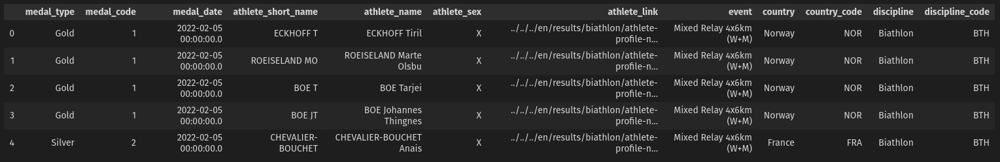 medal_type medal_code medal_date athlete_short_name athlete_name athlete_sex athlete_link event country country_code discipline discipline_code
0 Gold 1 2022-02-05 00:00:00.0 ECKHOFF T ECKHOFF Tiril X ../../../en/results/biathlon/athlete-profile-n... Mixed Relay 4x6km (W+M) Norway NOR Biathlon BTH
1 Gold 1 2022-02-05 00:00:00.0 ROEISELAND MO ROEISELAND Marte Olsbu X ../../../en/results/biathlon/athlete-profile-n... Mixed Relay 4x6km (W+M) Norway NOR Biathlon BTH
2 Gold 1 2022-02-05 00:00:00.0 BOE T BOE Tarjei X ../../../en/results/biathlon/athlete-profile-n... Mixed Relay 4x6km (W+M) Norway NOR Biathlon BTH
3 Gold 1 2022-02-05 00:00:00.0 BOE JT BOE Johannes Thingnes X ../../../en/results/biathlon/athlete-profile-n... Mixed Relay 4x6km (W+M) Norway NOR Biathlon BTH
4 Silver 2 2022-02-05 00:00:00.0 CHEVALIER-BOUCHET CHEVALIER-BOUCHET Anais X ../../../en/results/biathlon/athlete-profile-n... Mixed Relay 4x6km (W+M) France FRA Biathlon BTH